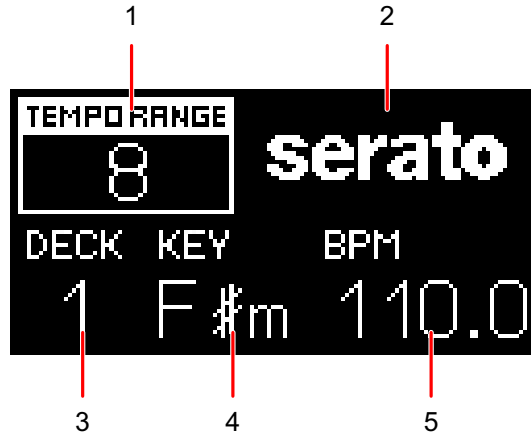 1 2
TEMPO RANGE
8
serato
DECK KEY BPM
1 F♯m 110.0
3 4 5